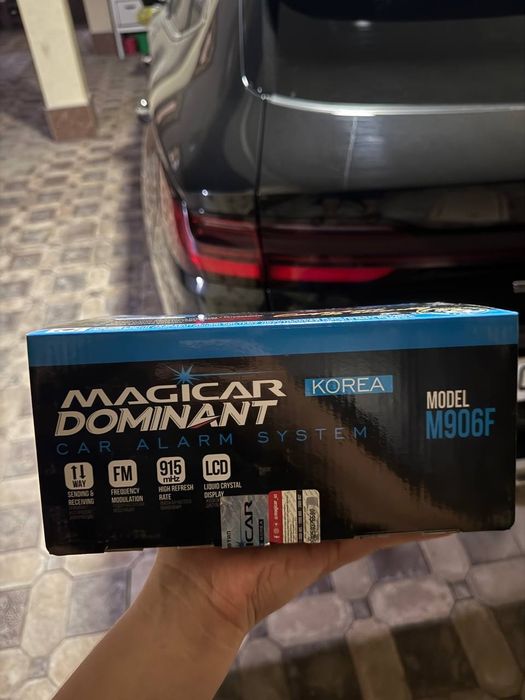 MAGICAR
DOMINANT
KOREA
CAR ALARM SYSTEM
MODEL
M906F
WAY
SENDING &
RECEIVING
FM
FREQUENCY
MODULATION
915
mHz
HIGH REFRESH
RATE
LCD
LIQUID CRYSTAL
DISPLAY
ICAR